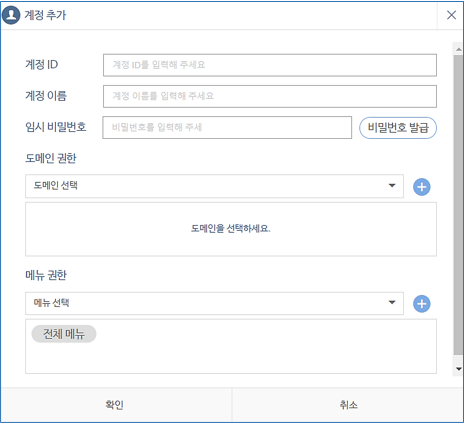 계정 추가
계정 ID
계정 ID를 입력해 주세요
계정 이름
계정 이름를 입력해 주세요
임시 비밀번호
비밀번호를 입력해 주세
비밀번호 발급
도메인 권한
도메인 선택
도메인을 선택하세요.
메뉴 권한
메뉴 선택
전체 메뉴
확인
취소